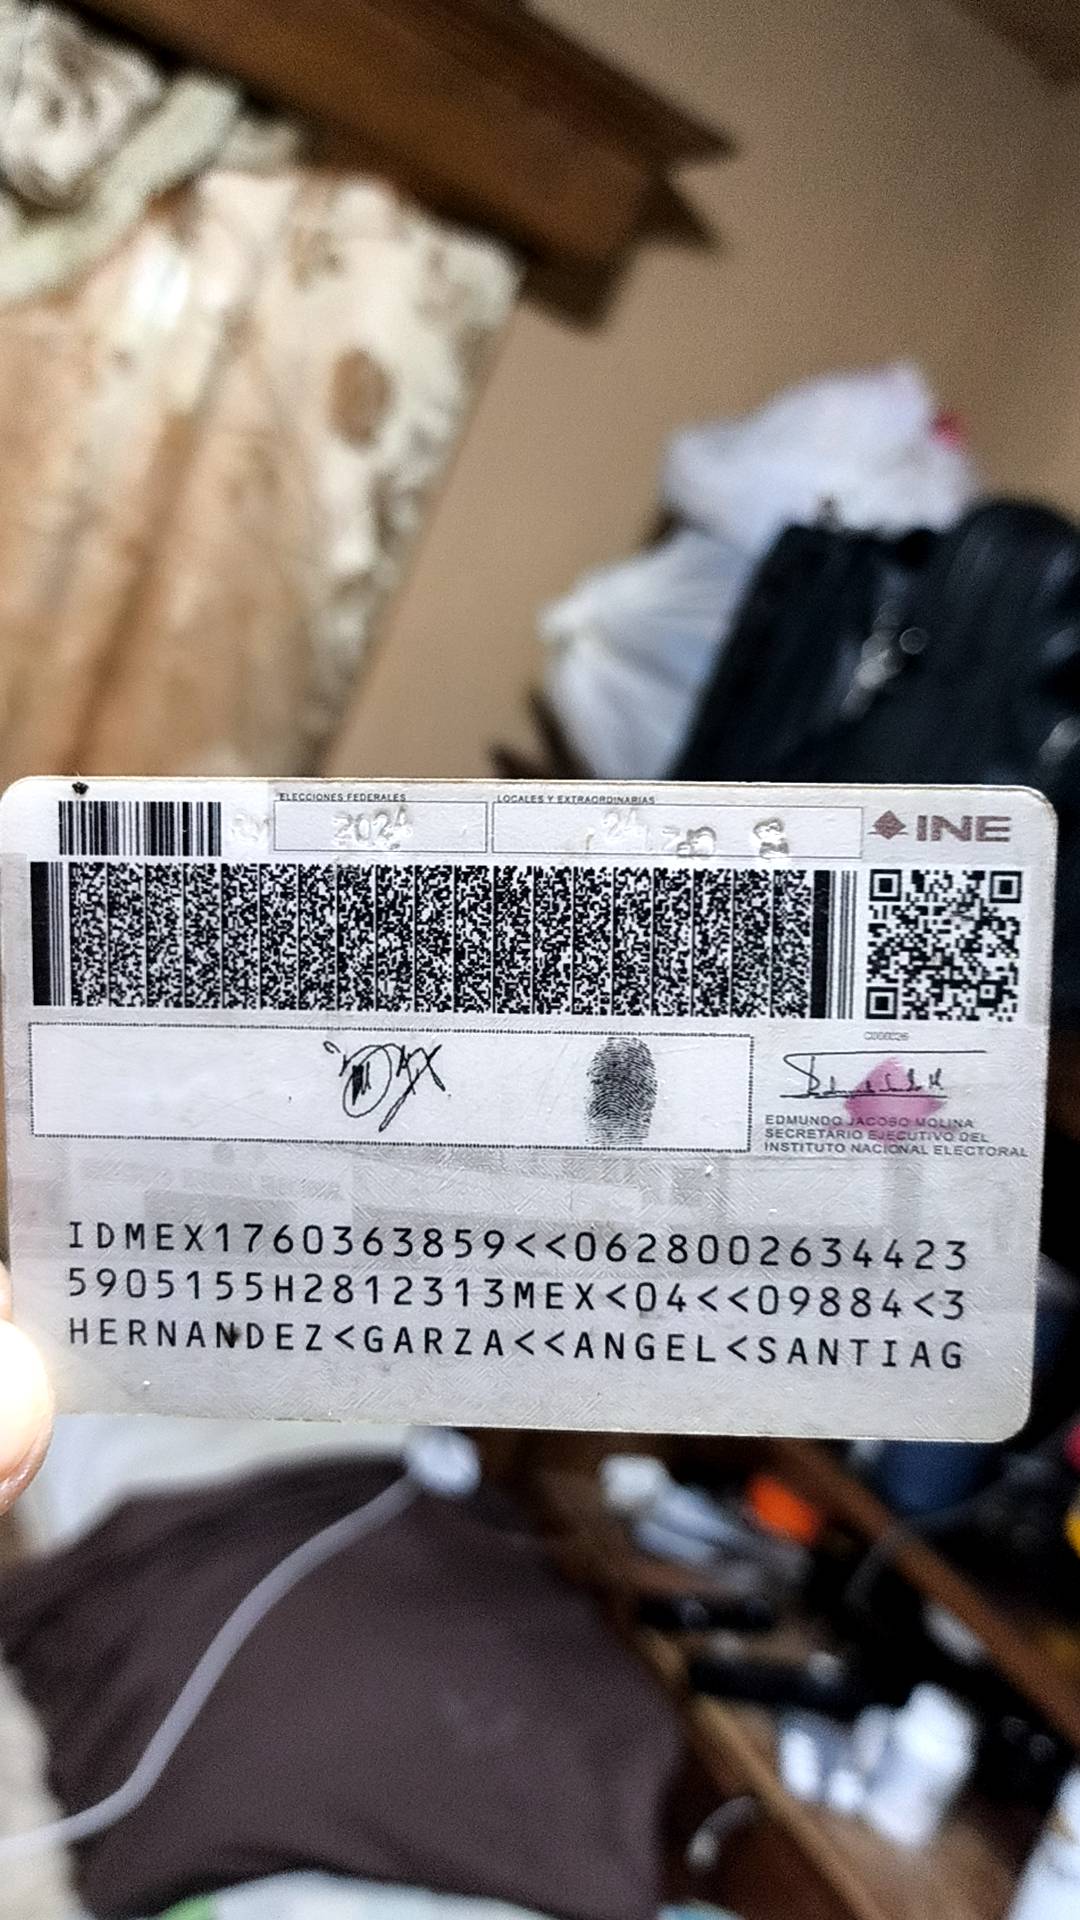 ELECCIONES FEDERALES
LOCALES Y EXTRAORDINARIAS
2024
24
INE
EDMUNDO JACOBO MOLINA
SECRETARIO EJECUTIVO DEL
INSTITUTO NACIONAL ELECTORAL
IDMEX1760363859<<0628002634423
5905155H2812313MEX<04<<09884<3
HERNANDEZ<GARZA<<ANGEL<SANTIAG